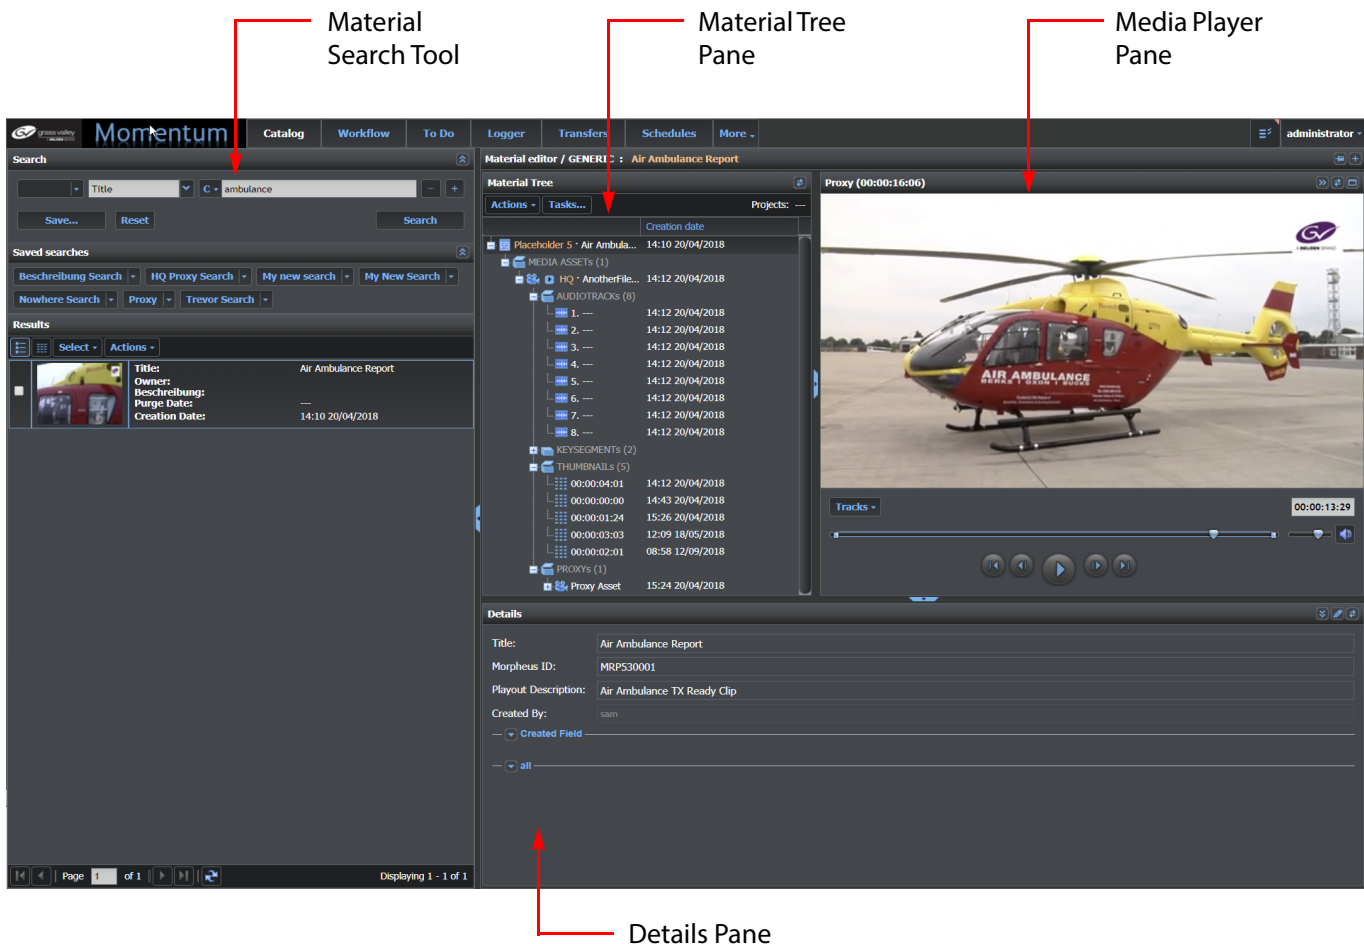 Material
Search Tool
Material Tree
Pane
Media Player
Pane
GV grass valley
Momentum
Catalog
Workflow
To Do
Logger
Transfers
Schedules
More
administrator
Search
Title
C
ambulance
Save...
Reset
Search
Saved searches
Beschreibung Search
HQ Proxy Search
My new search
My New Search
Nowhere Search
Proxy
Trevor Search
Results
Select
Actions
Title: Air Ambulance Report
Owner:
Beschreibung:
Purge Date: ---
Creation Date: 14:10 20/04/2018
Page 1 of 1
Displaying 1 - 1 of 1
Material editor / GENERIC : Air Ambulance Report
Material Tree
Actions
Tasks...
Projects: ---
Creation date
Placeholder 5 · Air Ambula... 14:10 20/04/2018
MEDIA ASSETs (1)
HQ · AnotherFile... 14:12 20/04/2018
AUDIOTRACKs (8)
1. --- 14:12 20/04/2018
2. --- 14:12 20/04/2018
3. --- 14:12 20/04/2018
4. --- 14:12 20/04/2018
5. --- 14:12 20/04/2018
6. --- 14:12 20/04/2018
7. --- 14:12 20/04/2018
8. --- 14:12 20/04/2018
KEYSEGMENTs (2)
THUMBNAILs (5)
00:00:04:01 14:12 20/04/2018
00:00:00:00 14:43 20/04/2018
00:00:01:24 15:26 20/04/2018
00:00:03:03 12:09 18/05/2018
00:00:02:01 08:58 12/09/2018
PROXYs (1)
Proxy Asset 15:24 20/04/2018
Proxy (00:00:16:06)
GV
A BELDEN BRAND
AIR AMBULANCE
BERKS / OXON / BUCKS
Tracks
00:00:13:29
Details
Title: Air Ambulance Report
Morpheus ID: MRP530001
Playout Description: Air Ambulance TX Ready Clip
Created By: sam
Created Field
all
Details Pane